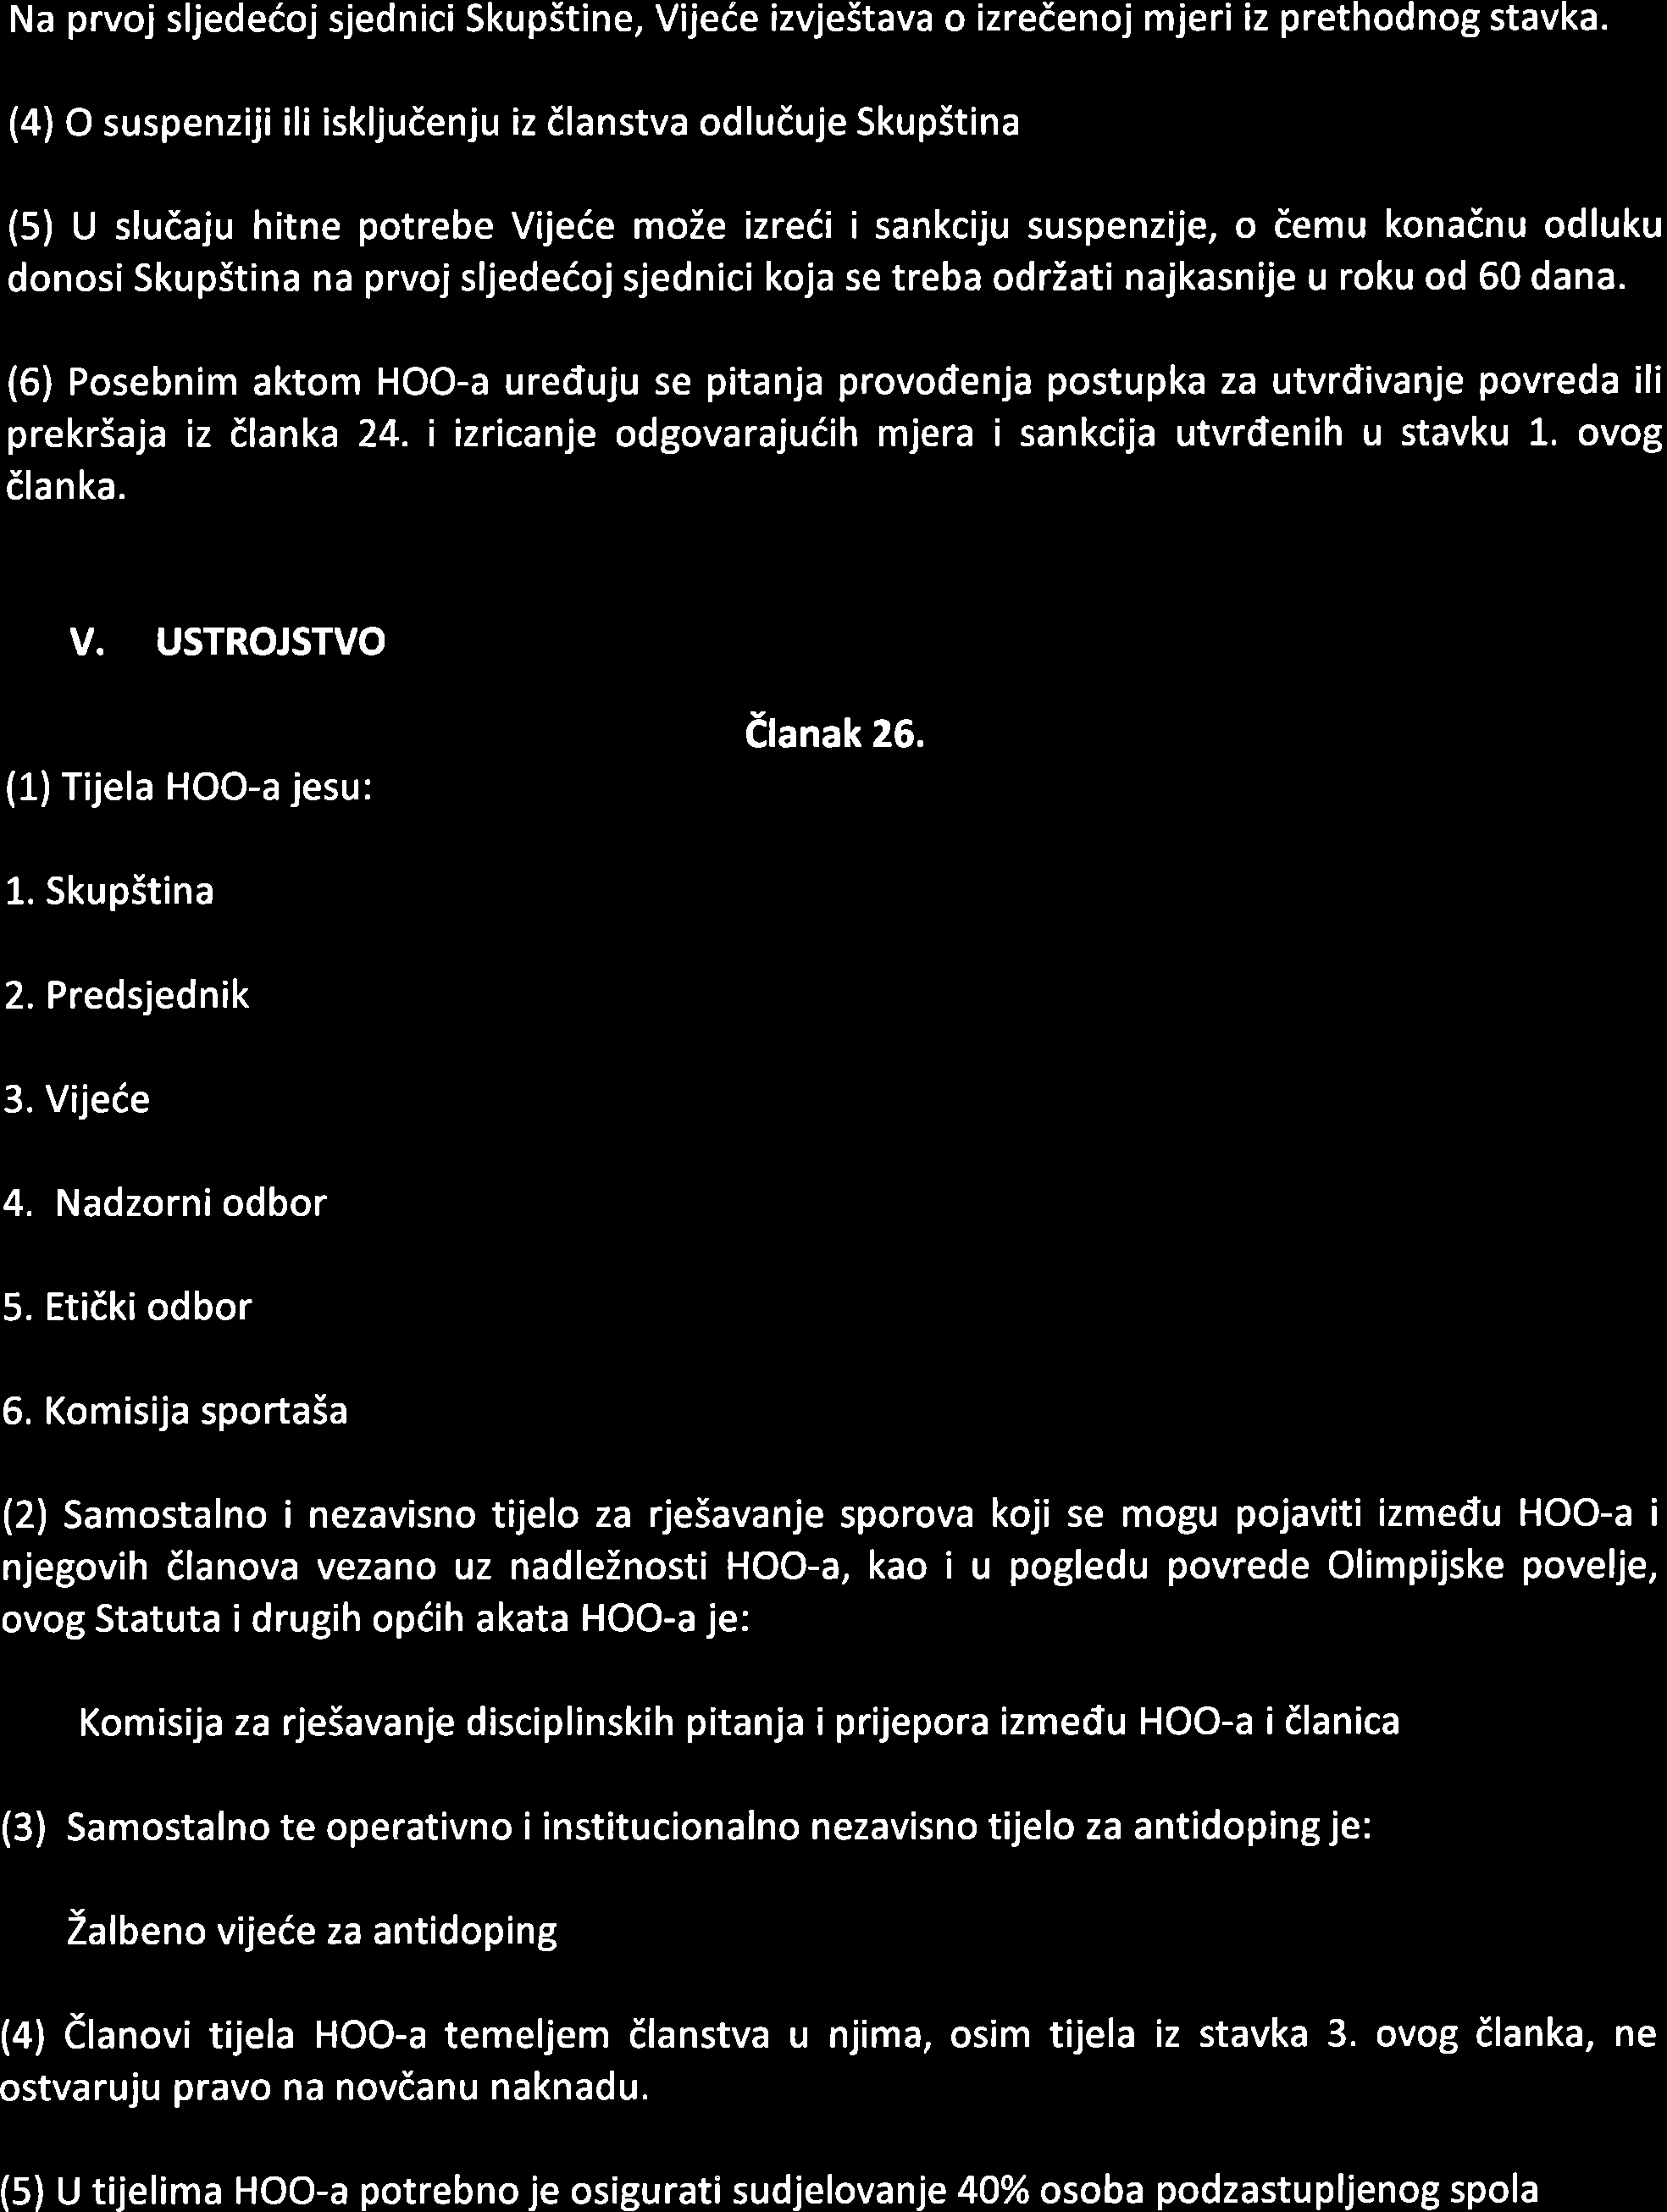 Na prvoj sljedećoj sjednici Skupštine, Vijeće izvještava o izrečenoj mjeri iz prethodnog stavka.
(4) O suspenziji ili isključenju iz članstva odlučuje Skupština
(5) U slučaju hitne potrebe Vijeće može izreći i sankciju suspenzije, o čemu konačnu odluku
donosi Skupština na prvoj sljedećoj sjednici koja se treba održati najkasnije u roku od 60 dana.
(6) Posebnim aktom HOO-a uređuju se pitanja provođenja postupka za utvrđivanje povreda ili
prekršaja iz članka 24. i izricanje odgovarajućih mjera i sankcija utvrđenih u stavku 1. ovog
članka.
V. USTROJSTVO
Članak 26.
(1) Tijela HOO-a jesu:
1. Skupština
2. Predsjednik
3. Vijeće
4. Nadzorni odbor
5. Etički odbor
6. Komisija sportaša
(2) Samostalno i nezavisno tijelo za rješavanje sporova koji se mogu pojaviti između HOO-a i
njegovih članova vezano uz nadležnosti HOO-a, kao i u pogledu povrede Olimpijske povelje,
ovog Statuta i drugih općih akata HOO-a je:
Komisija za rješavanje disciplinskih pitanja i prijepora između HOO-a i članica
(3) Samostalno te operativno i institucionalno nezavisno tijelo za antidoping je:
Žalbeno vijeće za antidoping
(4) Članovi tijela HOO-a temeljem članstva u njima, osim tijela iz stavka 3. ovog članka, ne
ostvaruju pravo na novčanu naknadu.
(5) U tijelima HOO-a potrebno je osigurati sudjelovanje 40% osoba podzastupljenog spola